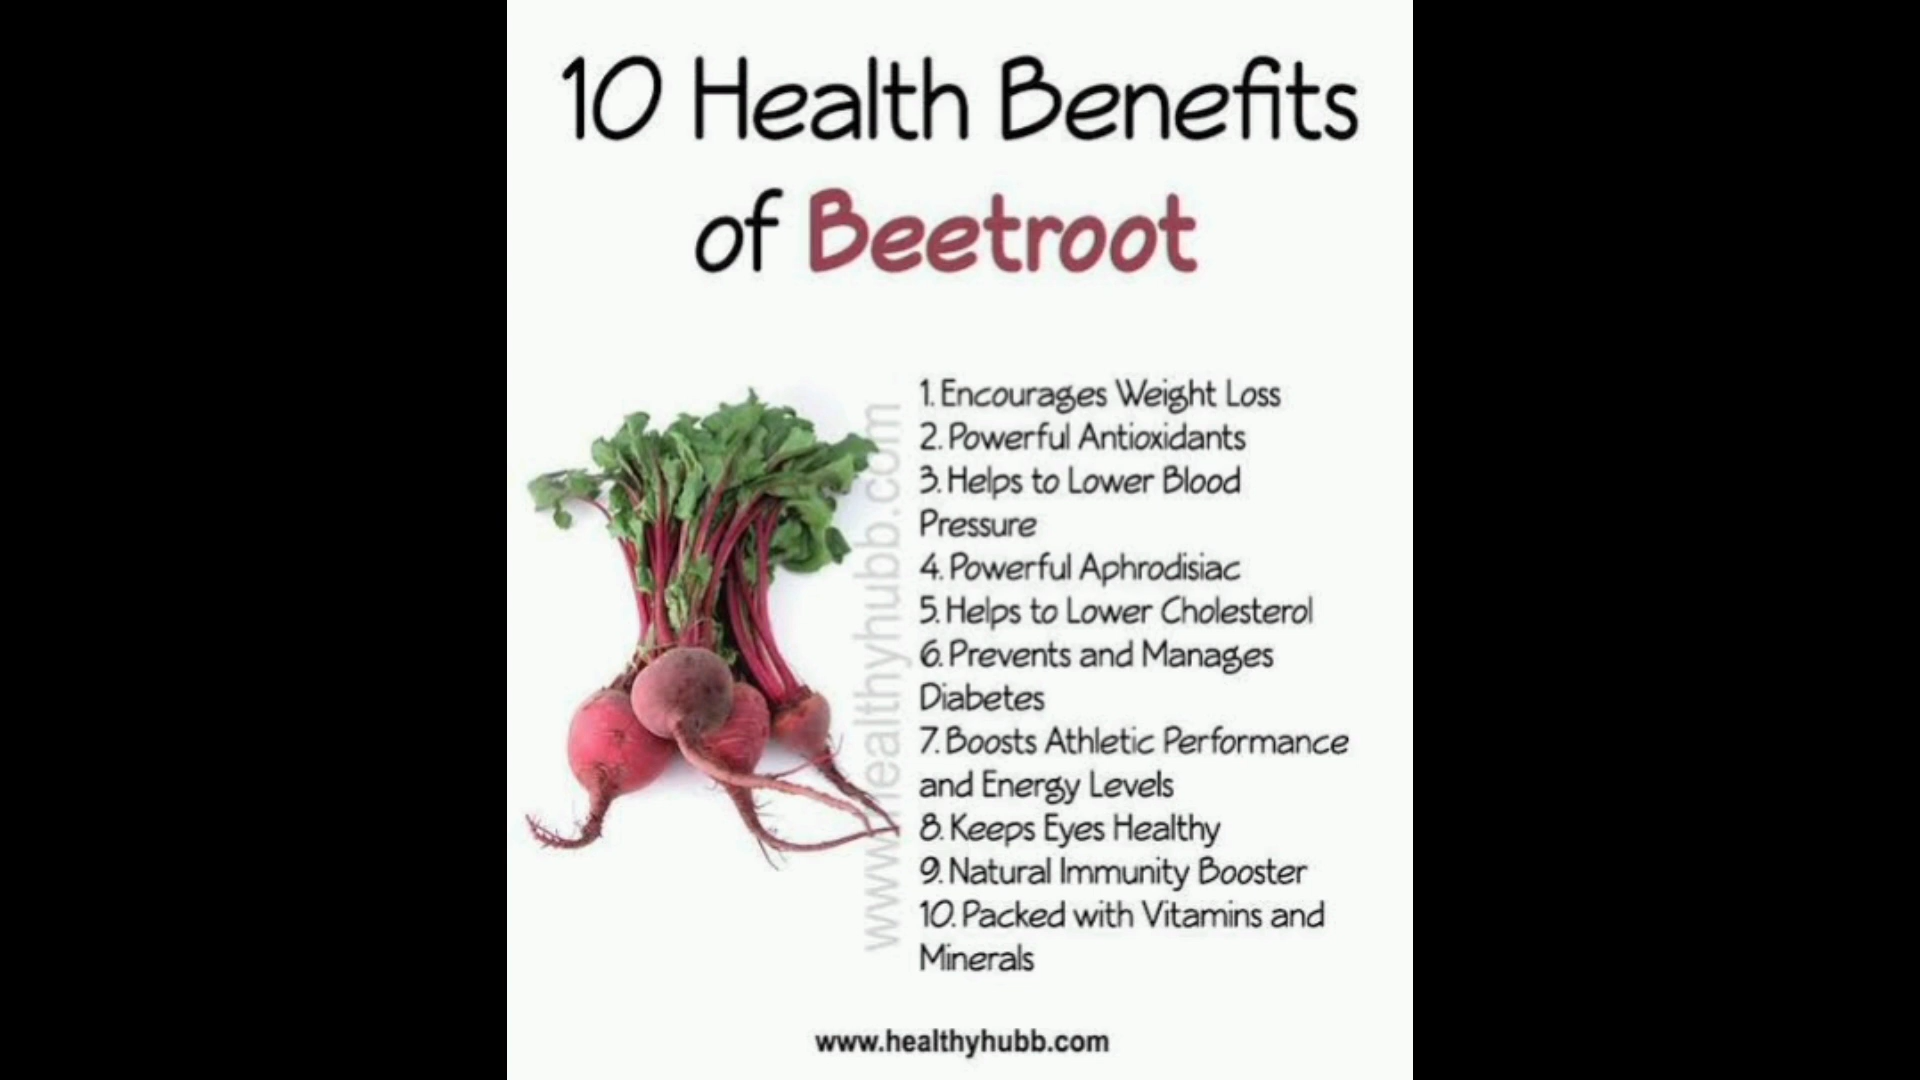 10 Health Benefits
of Beetroot
1. Encourages Weight Loss
2. Powerful Antioxidants
3. Helps to Lower Blood
Pressure
4. Powerful Aphrodisiac
5. Helps to Lower Cholesterol
6. Prevents and Manages
Diabetes
7. Boosts Athletic Performance
and Energy Levels
8. Keeps Eyes Healthy
9. Natural Immunity Booster
10. Packed with Vitamins and
Minerals
www.healthyhubb.com
www.healthyhubb.com